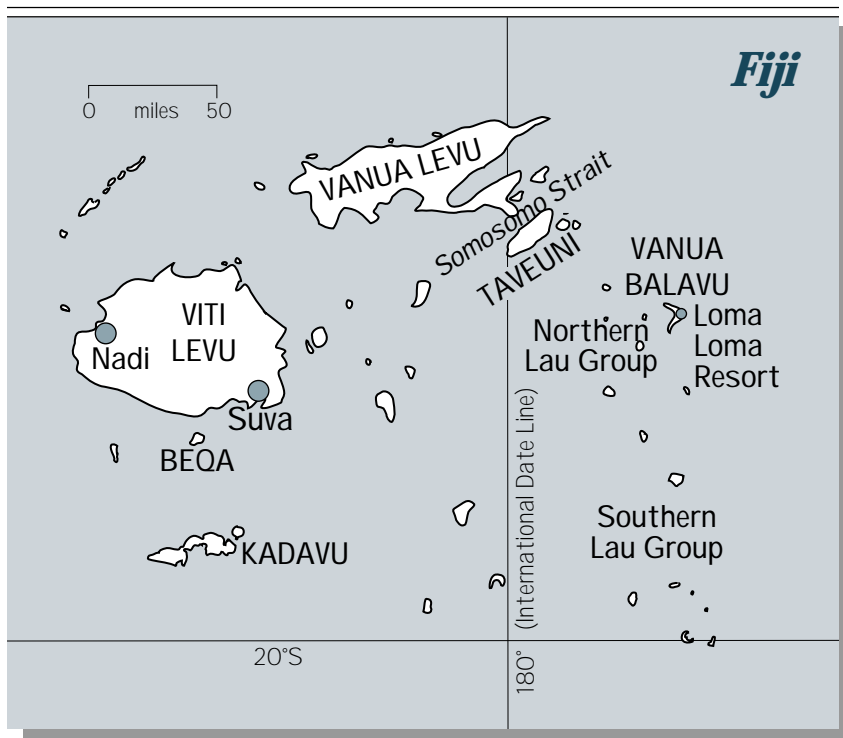 Fiji
0 miles 50
VANUA LEVU
Somosomo Strait
TAVEUNI
VANUA
BALAVU
Loma
Loma
Resort
Northern
Lau Group
VITI
LEVU
Nadi
Suva
BEQA
KADAVU
Southern
Lau Group
(International Date Line)
180°
20°S